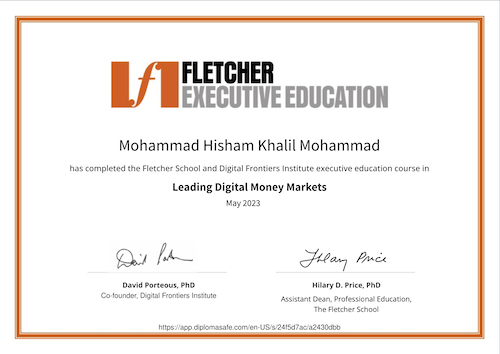 FLETCHER
EXECUTIVE EDUCATION
Mohammad Hisham Khalil Mohammad
has completed the Fletcher School and Digital Frontiers Institute executive education course in
Leading Digital Money Markets
May 2023
David Porteous, PhD
Co-founder, Digital Frontiers Institute
Hilary Price
Hilary D. Price, PhD
Assistant Dean, Professional Education,
The Fletcher School
https://app.diplomasafe.com/en-US/s/24f5d7ac/a2430dbb